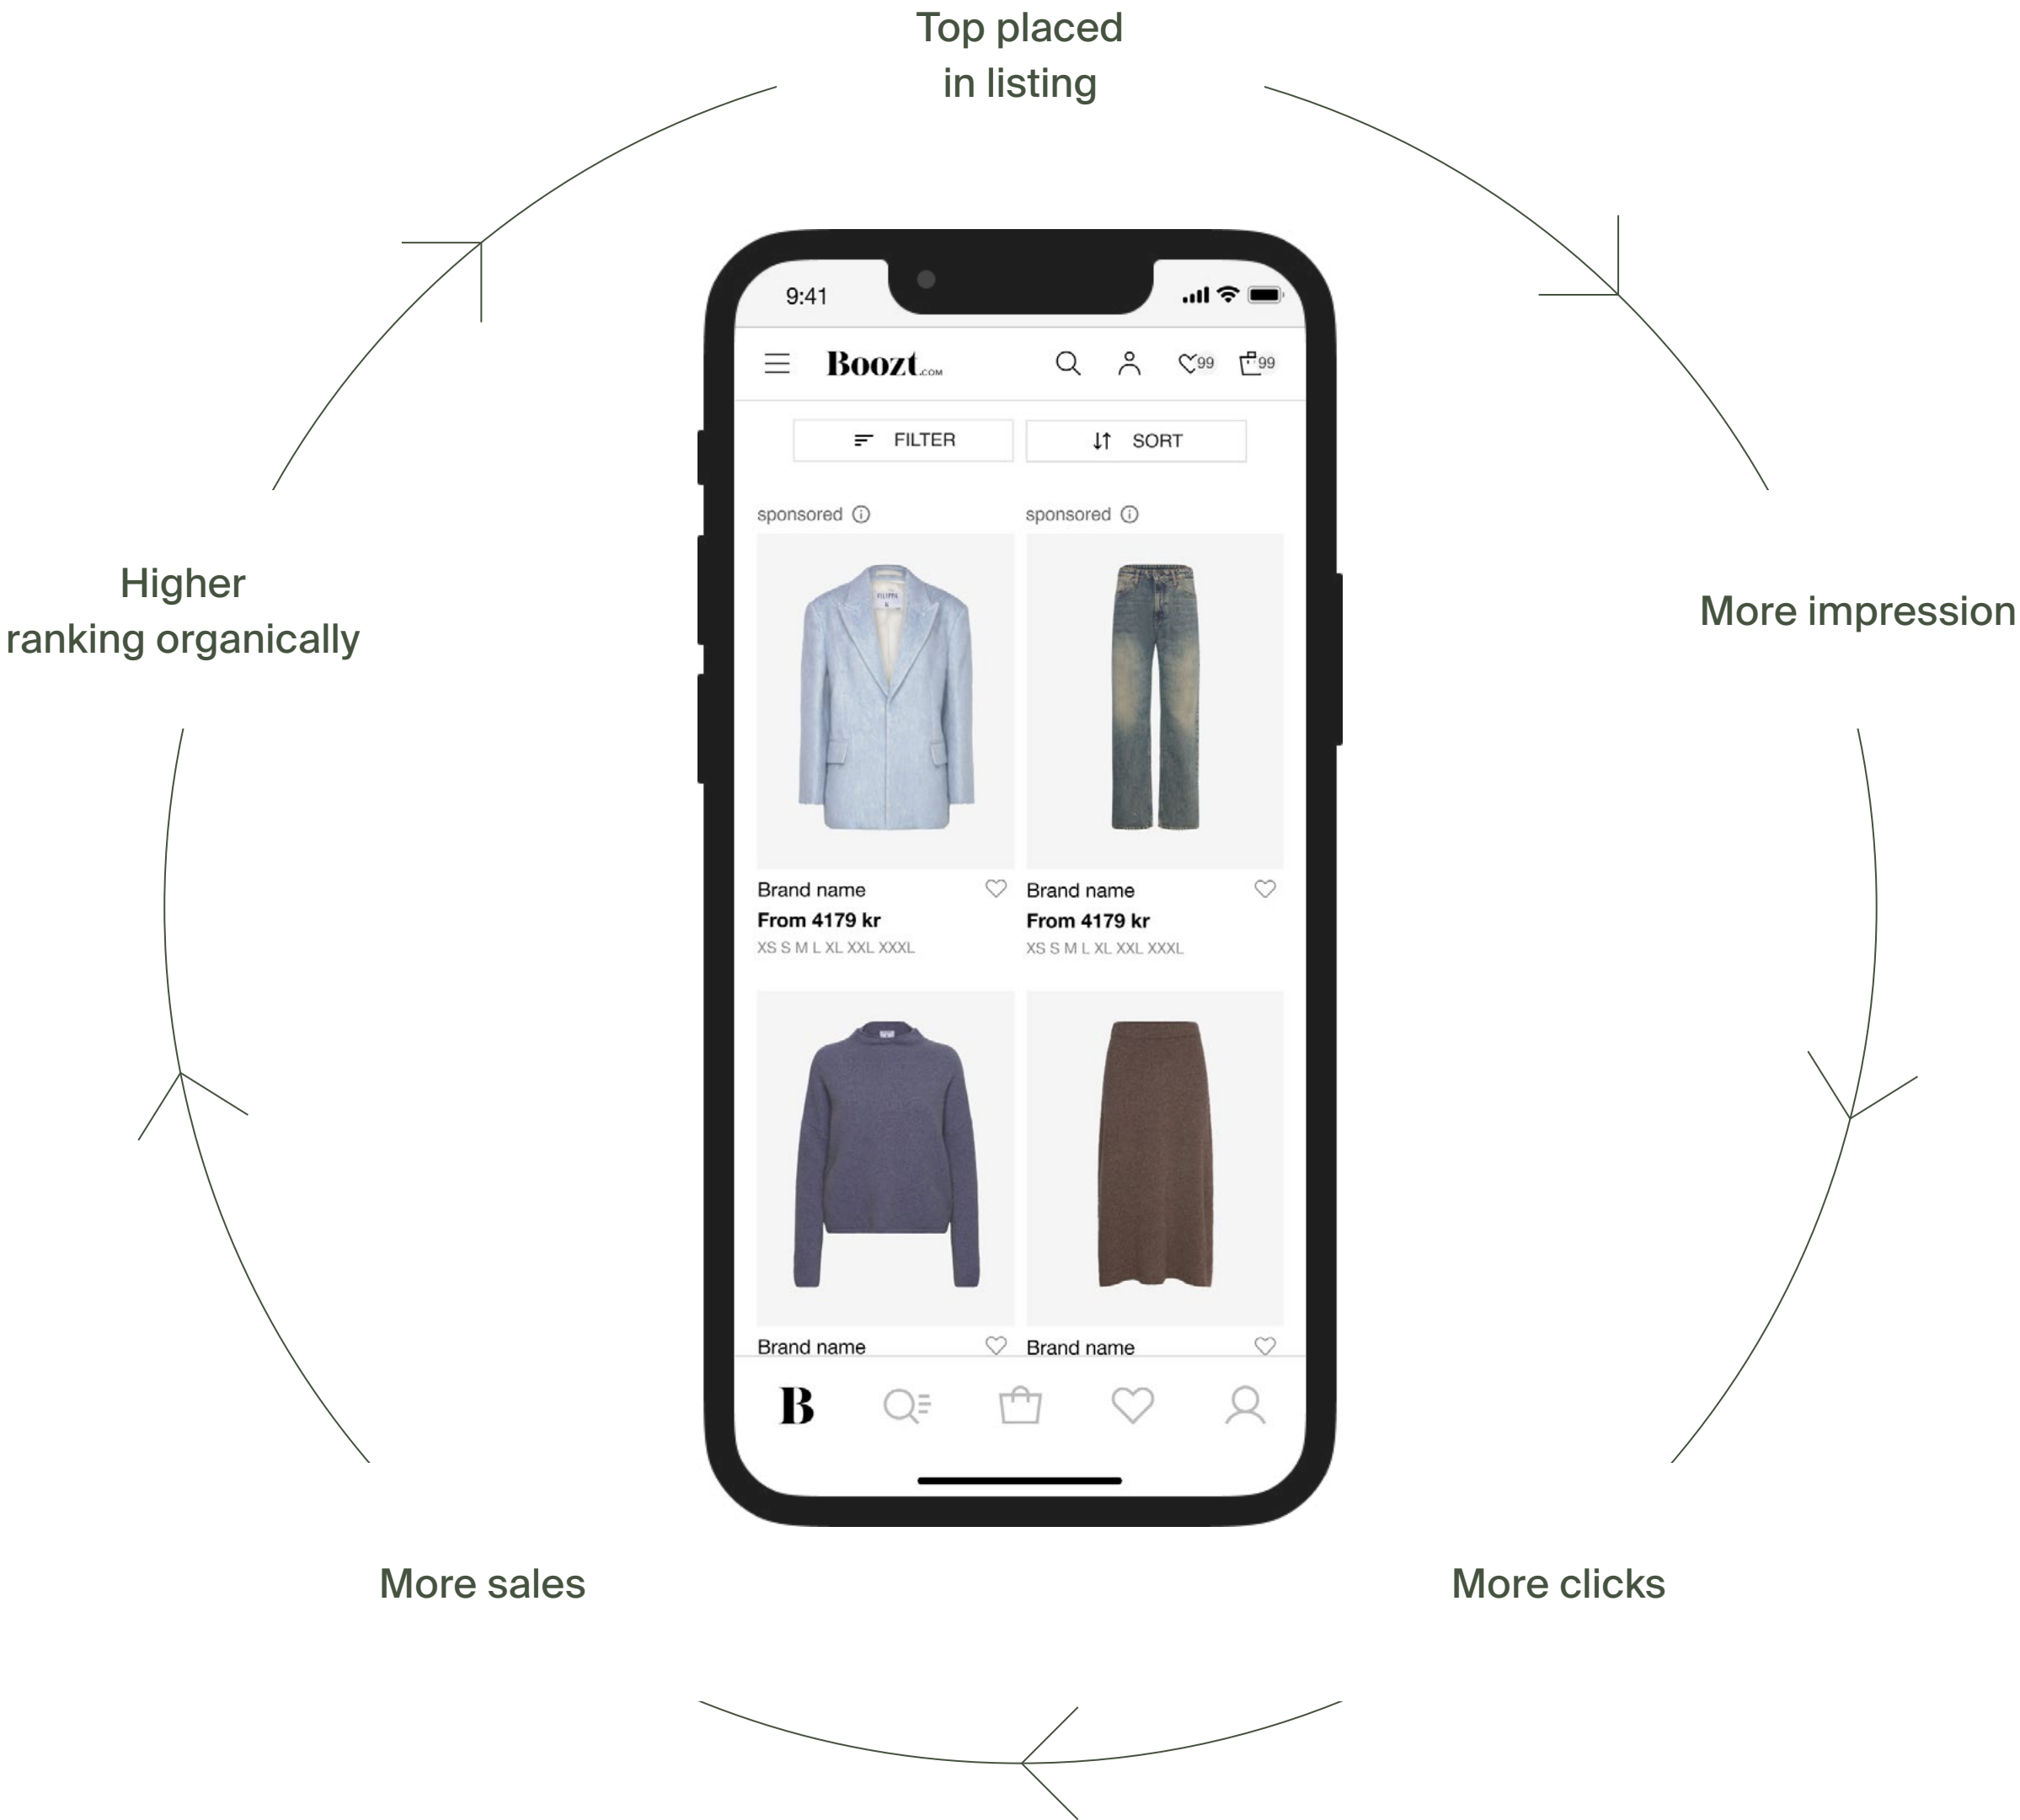 Top placed
in listing
9:41
Boozt.COM
99
99
FILTER
SORT
sponsored
sponsored
FILIPPA
K
Brand name
Brand name
From 4179 kr
From 4179 kr
XS S M L XL XXL XXXL
XS S M L XL XXL XXXL
Brand name
Brand name
B
Higher
ranking organically
More impression
More sales
More clicks